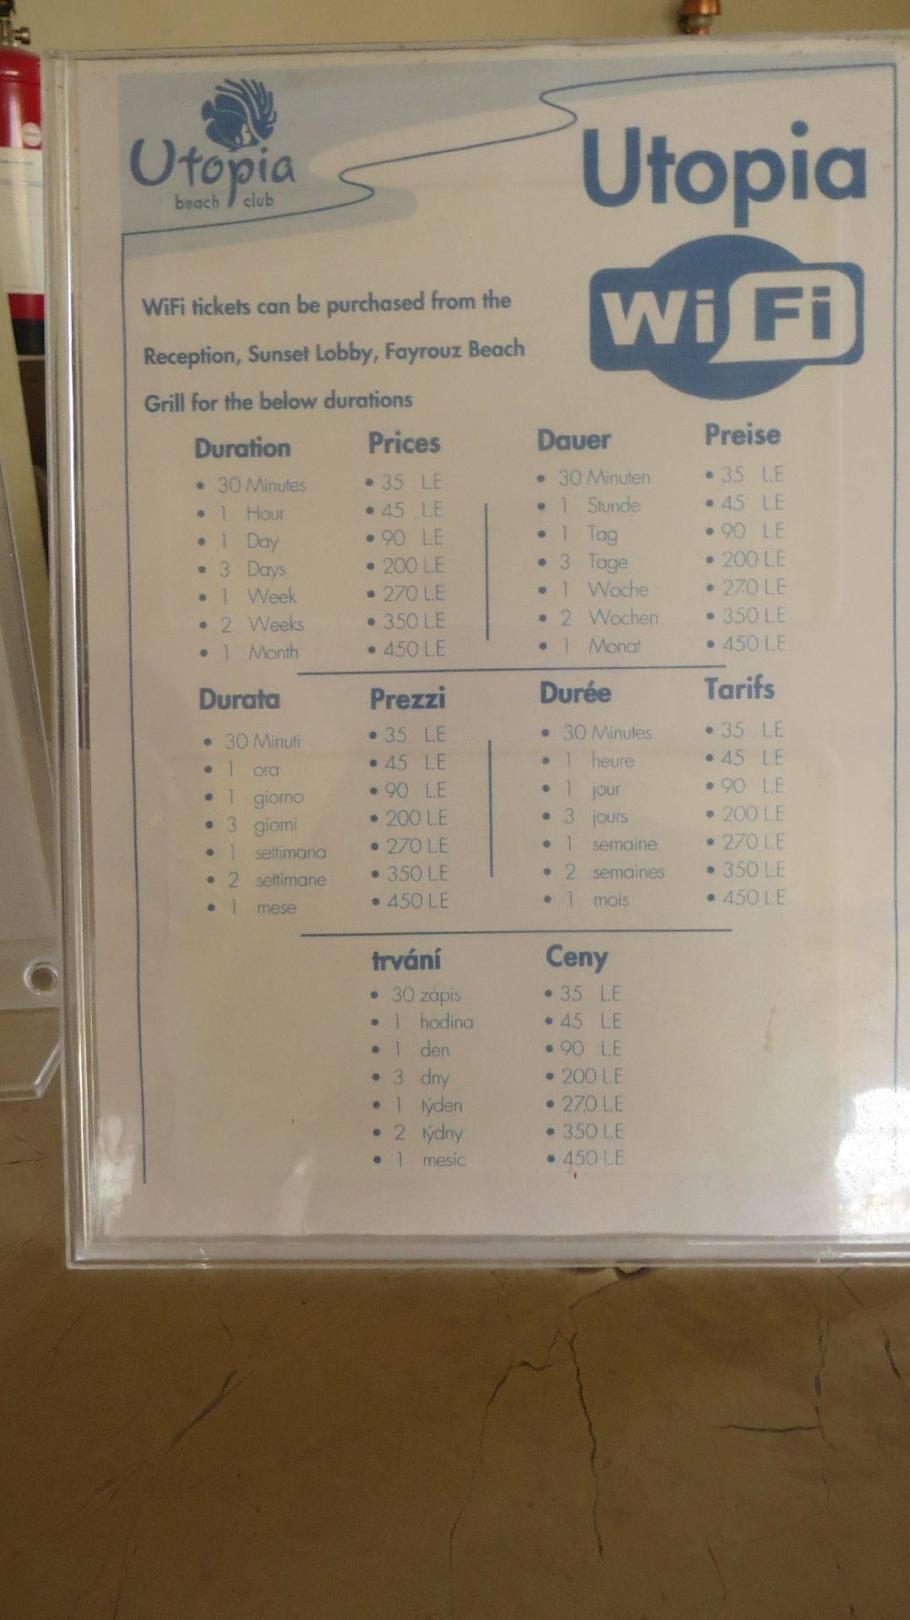 Utopia
beach club
Utopia
WiFi
WiFi tickets can be purchased from the
Reception, Sunset Lobby, Fayrouz Beach
Grill for the below durations
Duration Prices
• 30 Minutes • 35 LE
• 1 Hour • 45 LE
• 1 Day • 90 LE
• 3 Days • 200 LE
• 1 Week • 270 LE
• 2 Weeks • 350 LE
• 1 Month • 450 LE
Dauer Preise
• 30 Minuten • 35 LE
• 1 Stunde • 45 LE
• 1 Tag • 90 LE
• 3 Tage • 200 LE
• 1 Woche • 270 LE
• 2 Wochen • 350 LE
• 1 Monat • 450 LE
Durata Prezzi
• 30 Minuti • 35 LE
• 1 ora • 45 LE
• 1 giorno • 90 LE
• 3 giorni • 200 LE
• 1 settimana • 270 LE
• 2 settimane • 350 LE
• 1 mese • 450 LE
Durée Tarifs
• 30 Minutes • 35 LE
• 1 heure • 45 LE
• 1 jour • 90 LE
• 3 jours • 200 LE
• 1 semaine • 270 LE
• 2 semaines • 350 LE
• 1 mois • 450 LE
trvání Ceny
• 30 zápis • 35 LE
• 1 hodina • 45 LE
• 1 den • 90 LE
• 3 dny • 200 LE
• 1 týden • 270 LE
• 2 týdny • 350 LE
• 1 mesíc • 450 LE